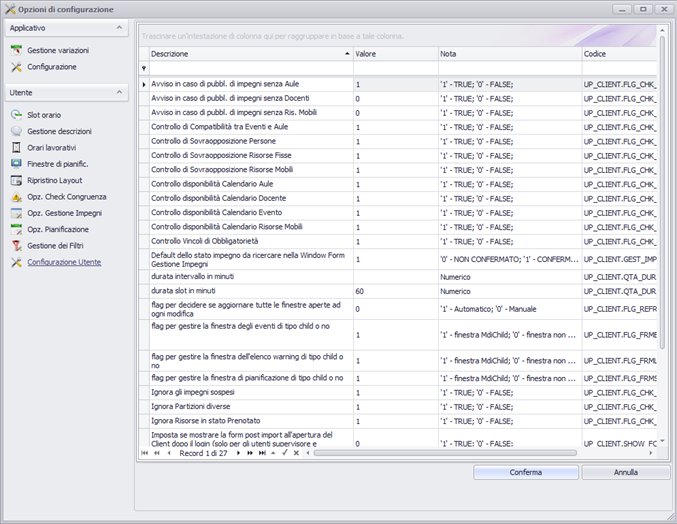 Opzioni di configurazione
Applicativo
Gestione variazioni
Configurazione
Utente
Slot orario
Gestione descrizioni
Orari lavorativi
Finestre di pianific.
Ripristino Layout
Opz. Check Congruenza
Opz. Gestione Impegni
Opz. Pianificazione
Gestione dei Filtri
Configurazione Utente
Trascinare un'intestazione di colonna qui per raggruppare in base a tale colonna.
Descrizione Valore Nota Codice
Avviso in caso di pubbl. di impegni senza Aule 1 '1' - TRUE; '0' - FALSE; UP_CLIENT.FLG_CHK_
Avviso in caso di pubbl. di impegni senza Docenti 0 '1' - TRUE; '0' - FALSE; UP_CLIENT.FLG_CHK_
Avviso in caso di pubbl. di impegni senza Ris. Mobili 0 '1' - TRUE; '0' - FALSE; UP_CLIENT.FLG_CHK_
Controllo di Compatibilità tra Eventi e Aule 1 '1' - TRUE; '0' - FALSE; UP_CLIENT.FLG_CHK_
Controllo di Sovraopposizione Persone 1 '1' - TRUE; '0' - FALSE; UP_CLIENT.FLG_CHK_
Controllo di Sovraopposizione Risorse Fisse 1 '1' - TRUE; '0' - FALSE; UP_CLIENT.FLG_CHK_
Controllo di Sovraopposizione Risorse Mobili 1 '1' - TRUE; '0' - FALSE; UP_CLIENT.FLG_CHK_
Controllo disponibilità Calendario Aule 1 '1' - TRUE; '0' - FALSE; UP_CLIENT.FLG_CHK_
Controllo disponibilità Calendario Docente 1 '1' - TRUE; '0' - FALSE; UP_CLIENT.FLG_CHK_
Controllo disponibilità Calendario Evento 1 '1' - TRUE; '0' - FALSE; UP_CLIENT.FLG_CHK_
Controllo disponibilità Calendario Risorse Mobili 1 '1' - TRUE; '0' - FALSE; UP_CLIENT.FLG_CHK_
Controllo Vincoli di Obbligatorietà 1 '1' - TRUE; '0' - FALSE; UP_CLIENT.FLG_CHK_
Default dello stato impegno da ricercare nella Window Form
Gestione Impegni 1 '0' - NON CONFERMATO; '1' - CONFERM... UP_CLIENT.GEST_IMP
durata intervallo in minuti Numerico UP_CLIENT.QTA_DUR
durata slot in minuti 60 Numerico UP_CLIENT.QTA_DUR
flag per decidere se aggiornare tutte le finestre aperte ad
ogni modifica 0 '1' - Automatico; '0' - Manuale UP_CLIENT.FLG_REFR
flag per gestire la finestra degli eventi di tipo child o no 1 '1' - finestra MdiChild; '0' - finestra non ... UP_CLIENT.FLG_FRME
flag per gestire la finestra dell'elenco warning di tipo child o
no 1 '1' - finestra MdiChild; '0' - finestra non ... UP_CLIENT.FLG_FRML
flag per gestire la finestra di pianificazione di tipo child o no 1 '1' - finestra MdiChild; '0' - finestra non ... UP_CLIENT.FLG_FRMS
Ignora gli impegni sospesi 1 '1' - TRUE; '0' - FALSE; UP_CLIENT.FLG_CHK_
Ignora Partizioni diverse 1 '1' - TRUE; '0' - FALSE; UP_CLIENT.FLG_CHK_
Ignora Risorse in stato Prenotato 1 '1' - TRUE; '0' - FALSE; UP_CLIENT.FLG_CHK_
Imposta se mostrare la form post import all'apertura del
Client dopo il login (solo per gli utenti supervisore e 0 '1' - TRUE; '0' - FALSE; UP_CLIENT.SHOW_FO
Record 1 di 27
Conferma Annulla